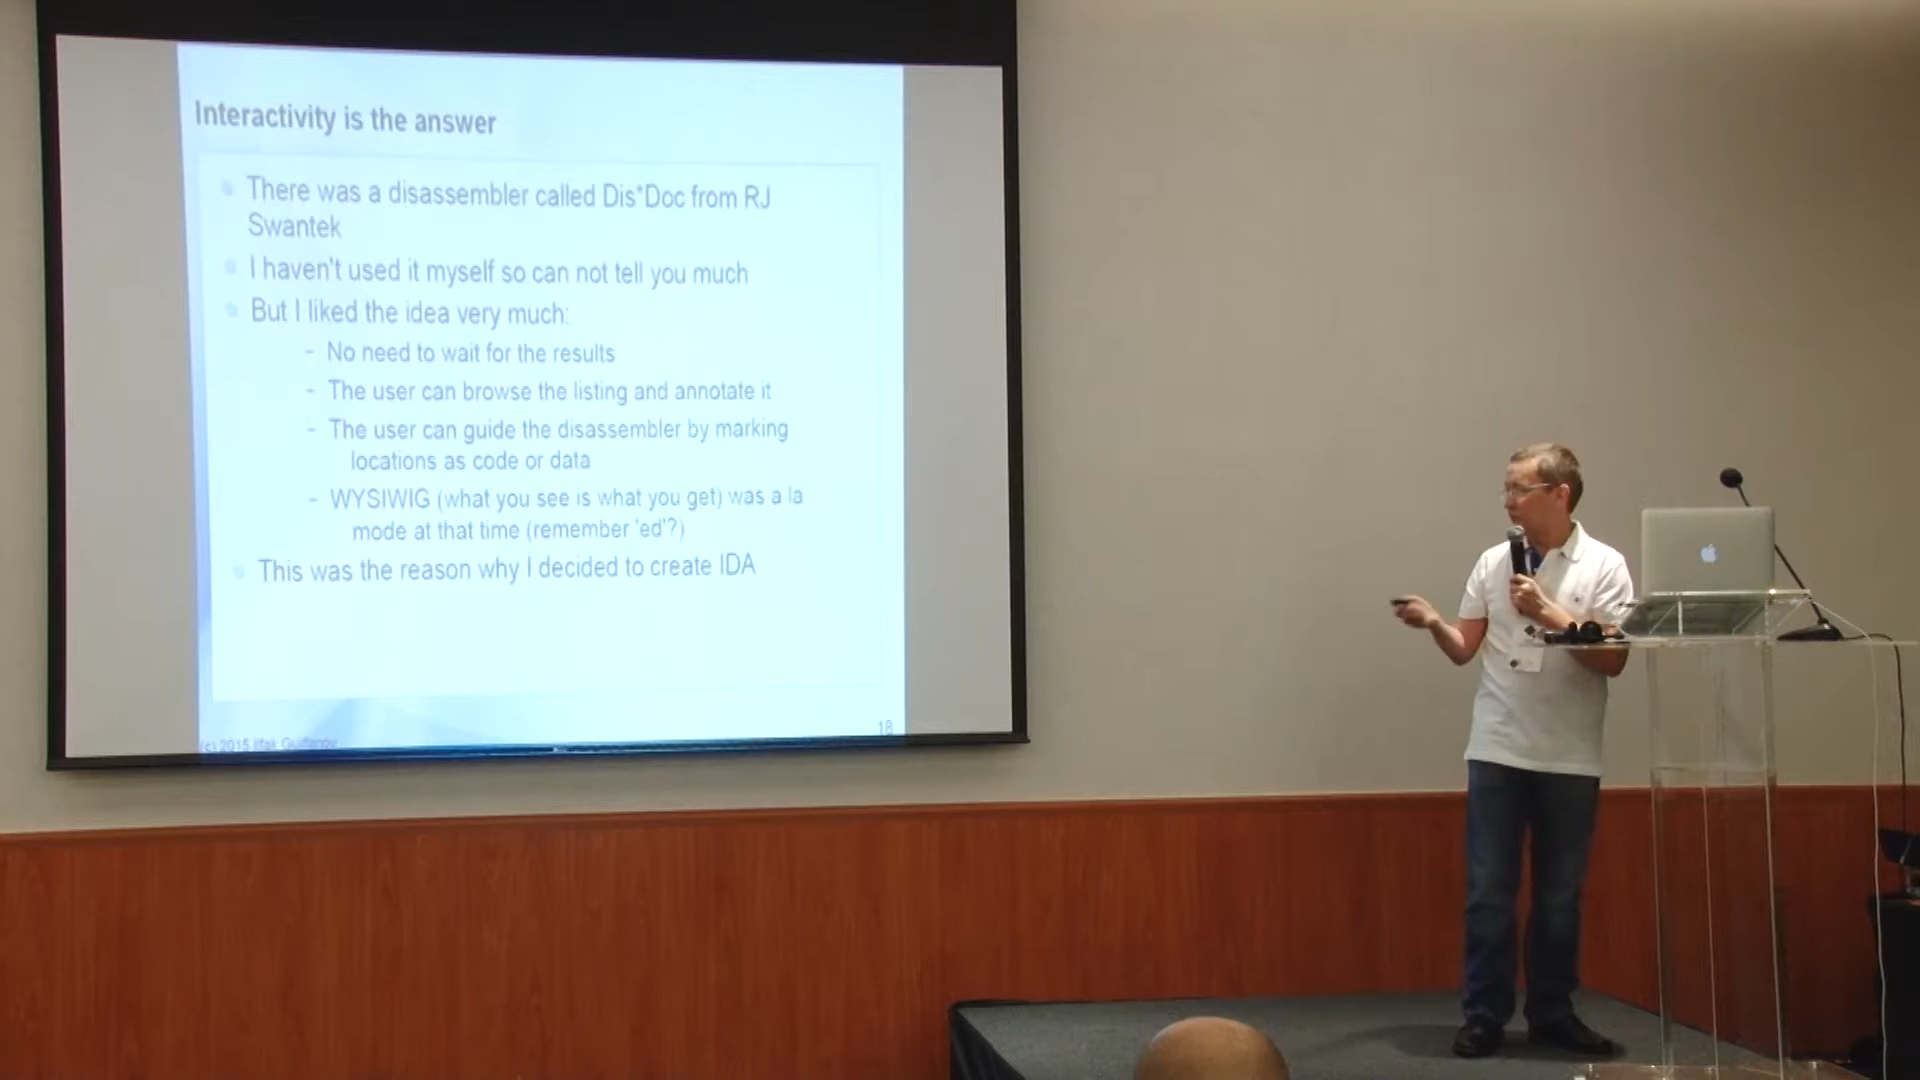 Interactivity is the answer
There was a disassembler called Dis*Doc from RJ
Swantek
I haven't used it myself so can not tell you much
But I liked the idea very much:
- No need to wait for the results
- The user can browse the listing and annotate it
- The user can guide the disassembler by marking
locations as code or data
- WYSIWIG (what you see is what you get) was a la
mode at that time (remember 'ed'?)
This was the reason why I decided to create IDA
18
(c) 2015 Ilfak Guilfanov